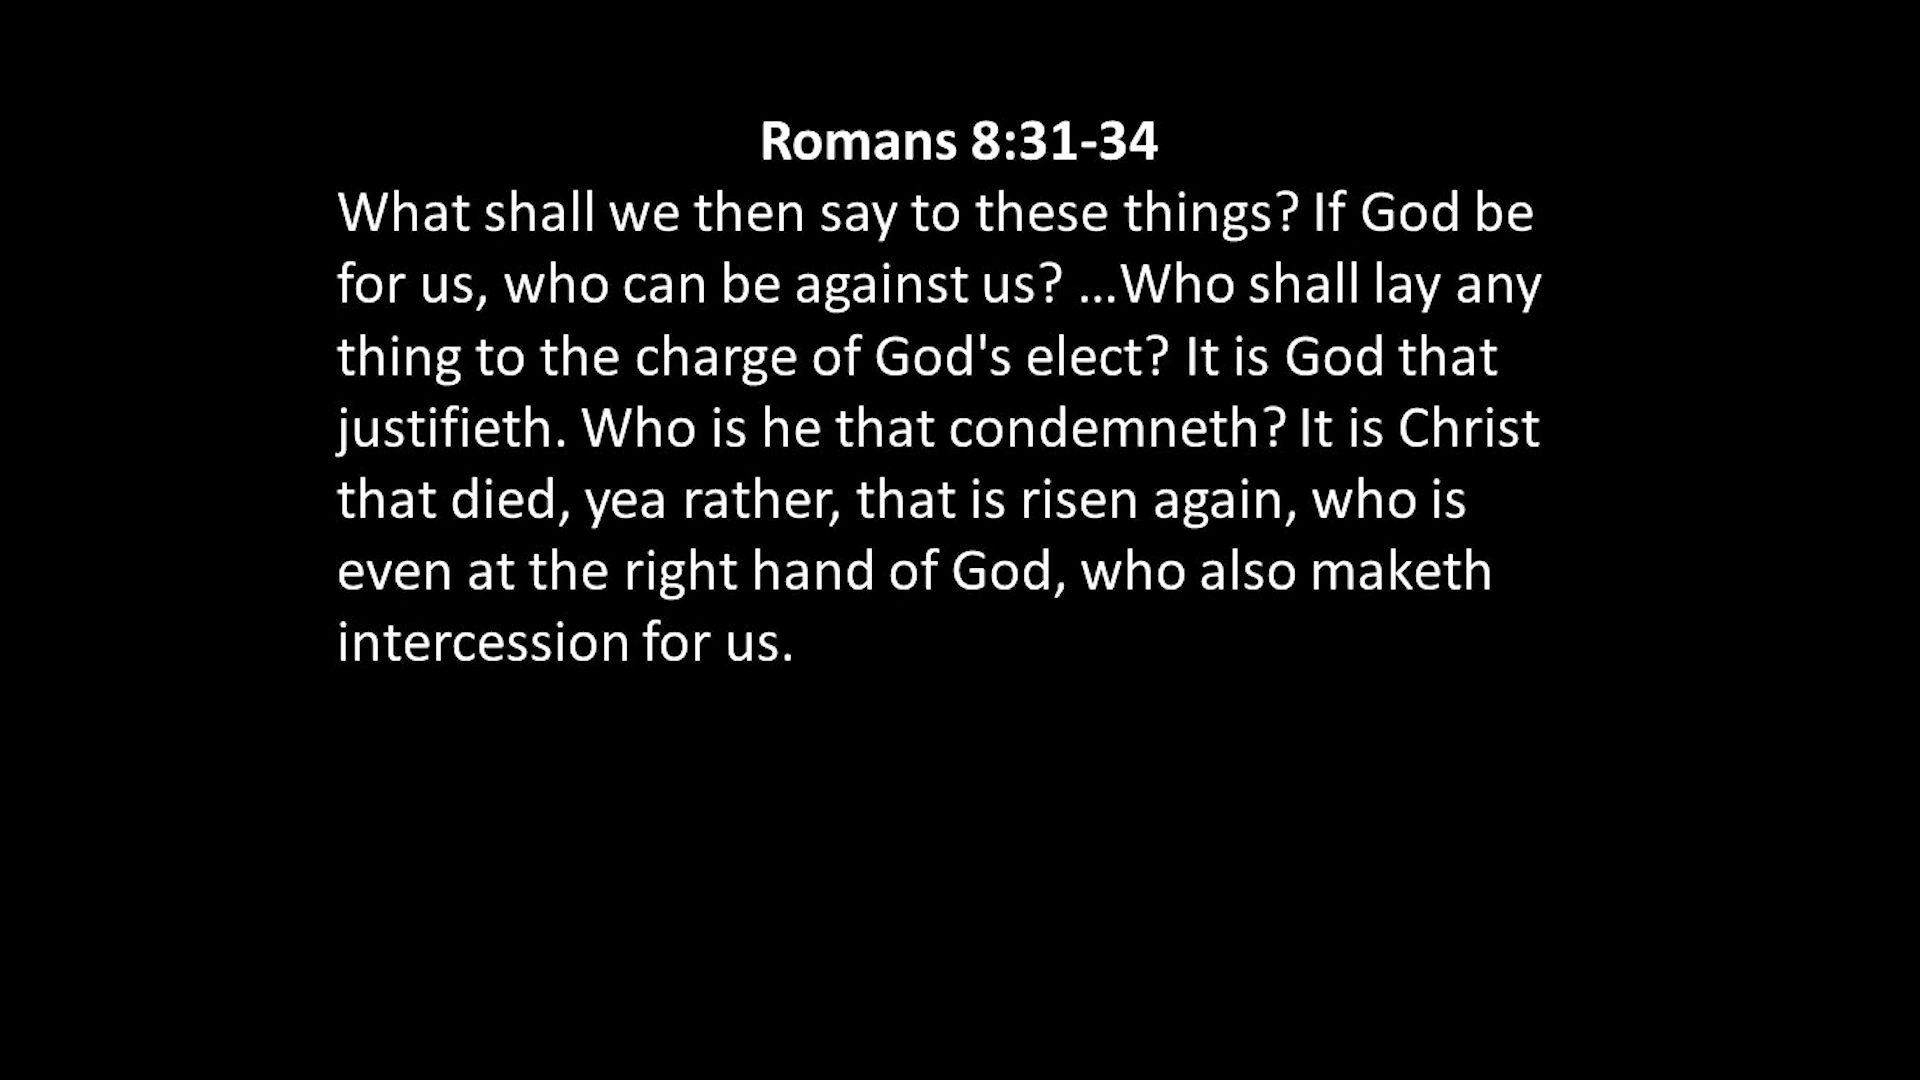 Romans 8:31-34
What shall we then say to these things? If God be
for us, who can be against us? ...Who shall lay any
thing to the charge of God's elect? It is God that
justifieth. Who is he that condemneth? It is Christ
that died, yea rather, that is risen again, who is
even at the right hand of God, who also maketh
intercession for us.